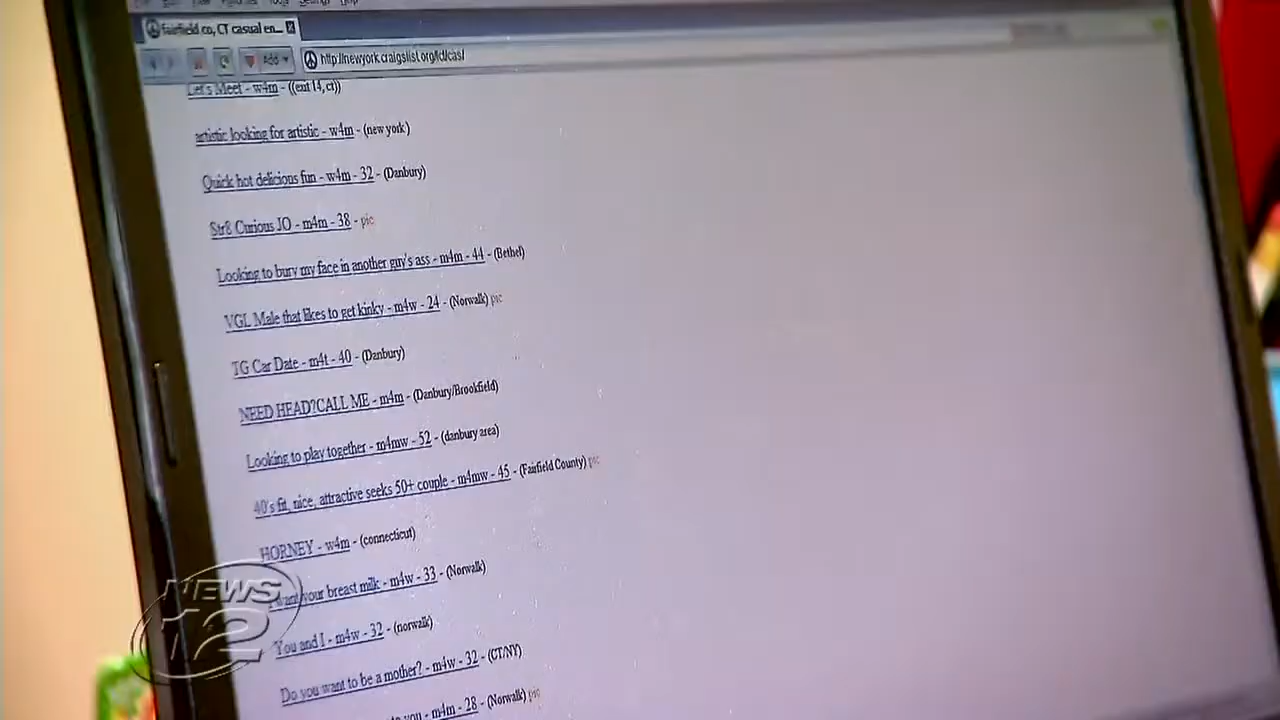 fairfield co, CT casual en...
Add
http://newyork.craigslist.org/fct/cas/
Let's Meet - w4m - ((exit 14, ct))
artistic looking for artistic - w4m - (new york)
Quick hot delicious fun - w4m - 32 - (Danbury)
Str8 Curious JO - m4m - 38 - pic
Looking to bury my face in another guy's ass - m4m - 44 - (Bethel)
VGL Male that likes to get kinky - m4w - 24 - (Norwalk) pic
TG Car Date - m4t - 40 - (Danbury)
NEED HEAD?CALL ME - m4m - (Danbury/Brookfield)
Looking to play together - m4mw - 52 - (danbury area)
40's fit, nice, attractive seeks 50+ couple - m4mw - 45 - (Fairfield County) pic
HORNEY - w4m - (connecticut)
want your breast milk - m4w - 33 - (Norwalk)
You and I - m4w - 32 - (norwalk)
Do you want to be a mother? - m4w - 32 - (CT/NY)
to you - m4m - 28 - (Norwalk) pic
NEWS
12